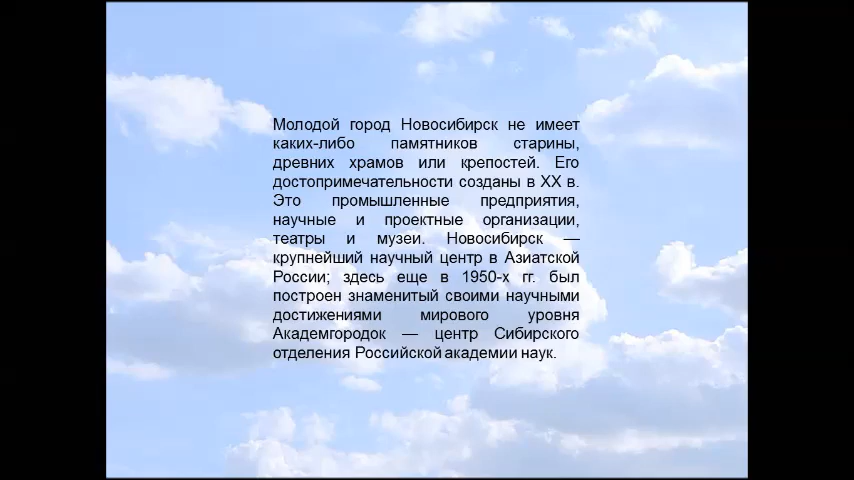 Молодой город Новосибирск не имеет
каких-либо памятников старины,
древних храмов или крепостей. Его
достопримечательности созданы в XX в.
Это промышленные предприятия,
научные и проектные организации,
театры и музеи. Новосибирск —
крупнейший научный центр в Азиатской
России; здесь еще в 1950-х гг. был
построен знаменитый своими научными
достижениями мирового уровня
Академгородок — центр Сибирского
отделения Российской академии наук.